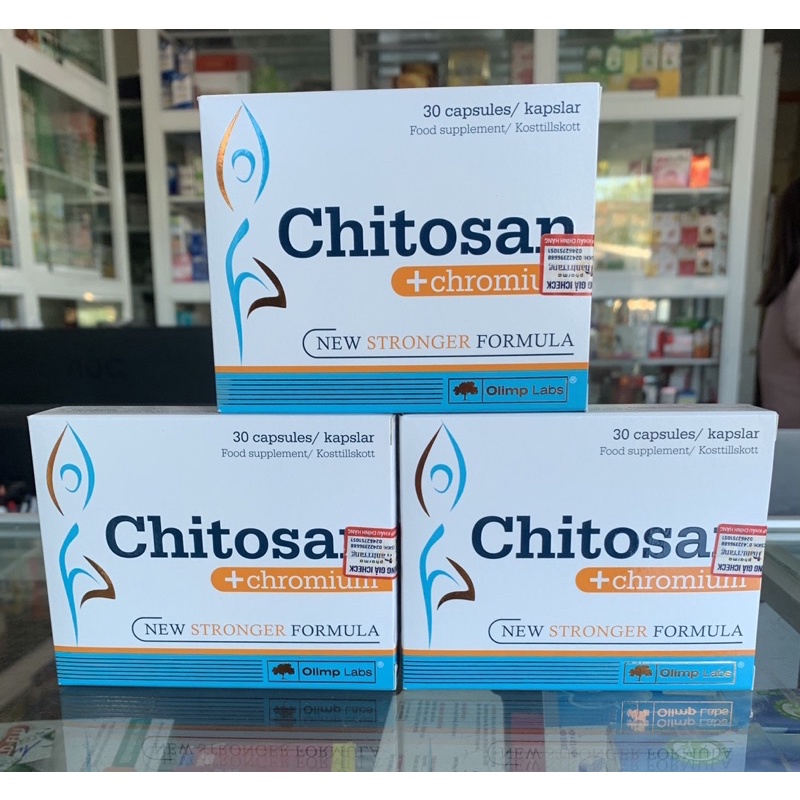 30 capsules/ kapslar
Food supplement/ Kosttillskott
Chitosan
+chromiu
NEW STRONGER FORMULA
Olimp Labs®
30 capsules/ kapslar
Food supplement/ Kosttillskott
Chitosan
+chromium
NEW STRONGER FORMULA
Olimp Labs®
30 capsules/ kapslar
Food supplement/ Kosttillskott
Chitosan
+chromium
NEW STRONGER FORMULA
Olimp Labs®